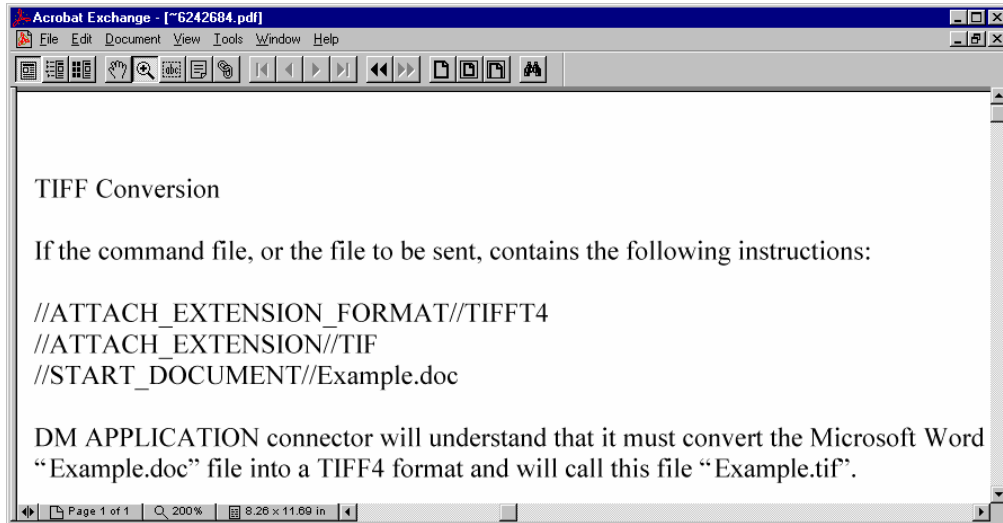 Acrobat Exchange - [~6242684.pdf]
File Edit Document View Tools Window Help
abc
TIFF Conversion
If the command file, or the file to be sent, contains the following instructions:
//ATTACH_EXTENSION_FORMAT//TIFFT4
//ATTACH_EXTENSION//TIF
//START_DOCUMENT//Example.doc
DM APPLICATION connector will understand that it must convert the Microsoft Word
“Example.doc” file into a TIFF4 format and will call this file “Example.tif”.
Page 1 of 1 200% 8.26 x 11.69 in